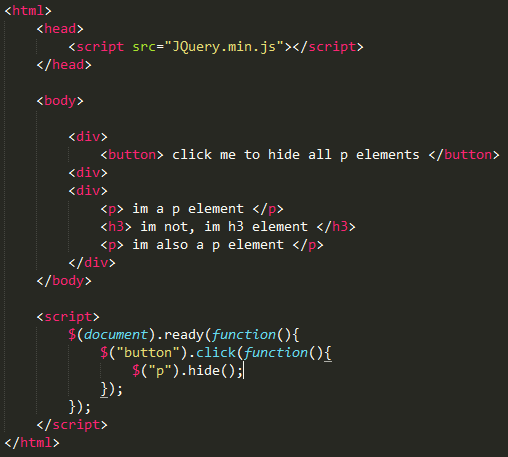 <html>
    <head>
        <script src="JQuery.min.js"></script>
    </head>

    <body>

        <div>
            <button> click me to hide all p elements </button>
        <div>
        <div>
            <p> im a p element </p>
            <h3> im not, im h3 element </h3>
            <p> im also a p element </p>
        </div>
    </body>

    <script>
        $(document).ready(function(){
            $("button").click(function(){
                $("p").hide();
            });
        });
    </script>
</html>